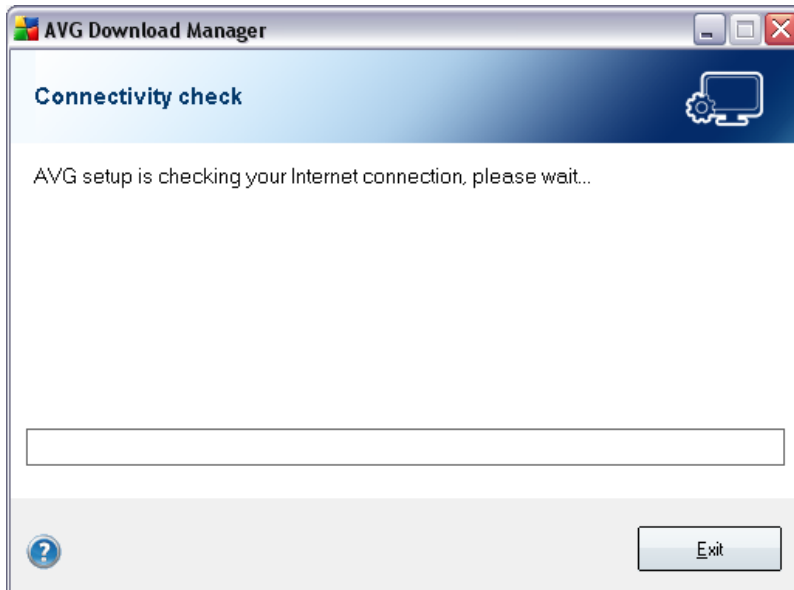 AVG Download Manager
Connectivity check
AVG setup is checking your Internet connection, please wait...
?
Exit